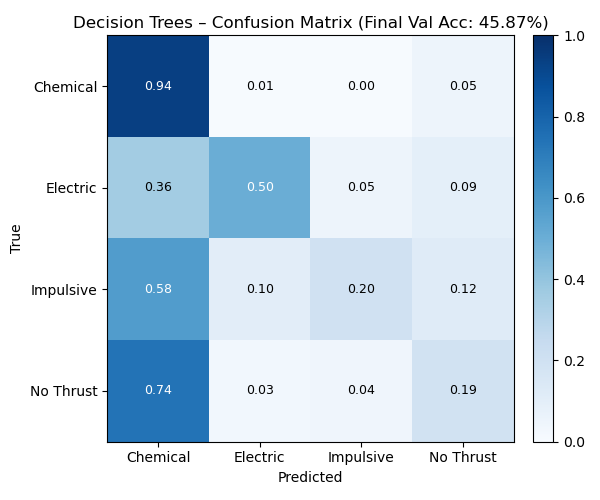 Decision Trees – Confusion Matrix (Final Val Acc: 45.87%)
Chemical 0.94 0.01 0.00 0.05
Electric 0.36 0.50 0.05 0.09
Impulsive 0.58 0.10 0.20 0.12
No Thrust 0.74 0.03 0.04 0.19
True
Chemical Electric Impulsive No Thrust
Predicted
1.0
0.8
0.6
0.4
0.2
0.0